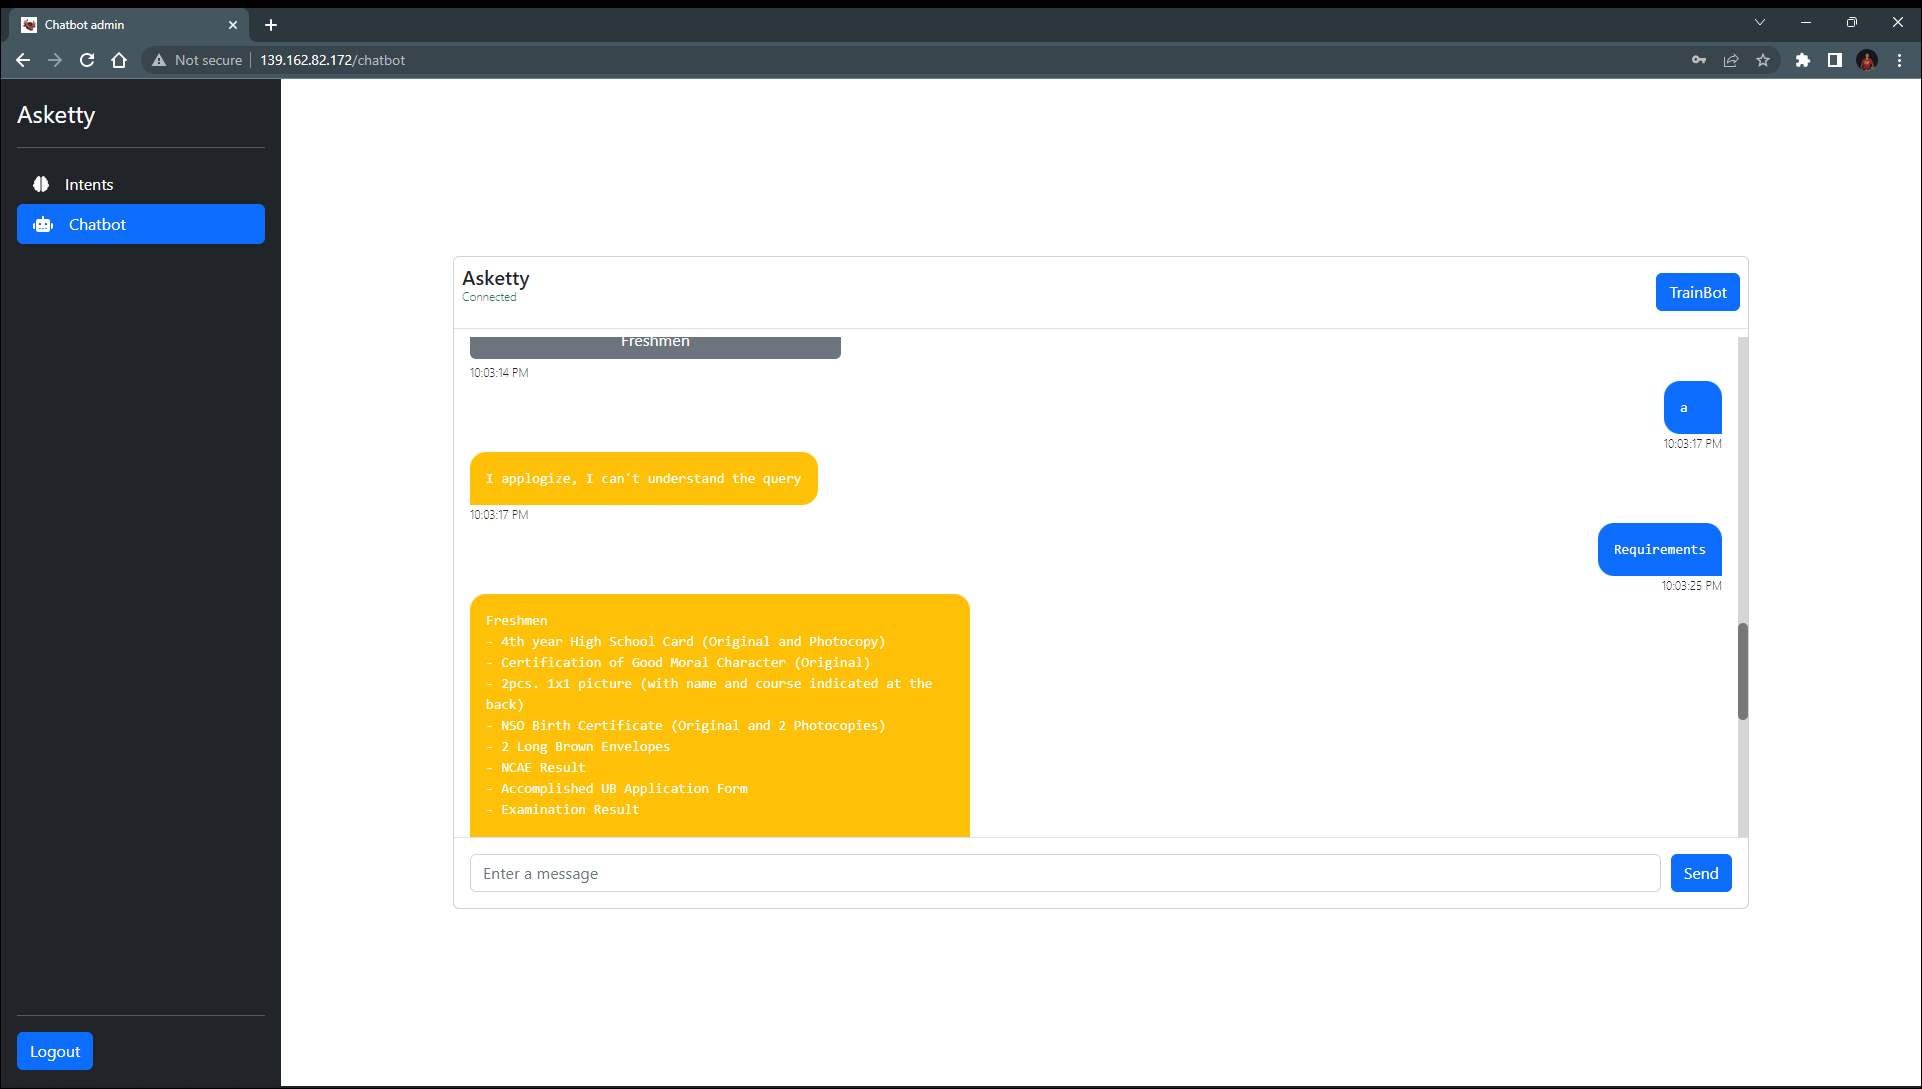 Chatbot admin
Not secure
139.162.82.172/chatbot
Asketty
Intents
Chatbot
Logout
Asketty
Connected
TrainBot
Freshmen
10:03:14 PM
a
10:03:17 PM
I applogize, I can't understand the query
10:03:17 PM
Requirements
10:03:25 PM
Freshmen
- 4th year High School Card (Original and Photocopy)
- Certification of Good Moral Character (Original)
- 2pcs. 1x1 picture (with name and course indicated at the
back)
- NSO Birth Certificate (Original and 2 Photocopies)
- 2 Long Brown Envelopes
- NCAE Result
- Accomplished UB Application Form
- Examination Result
Enter a message
Send